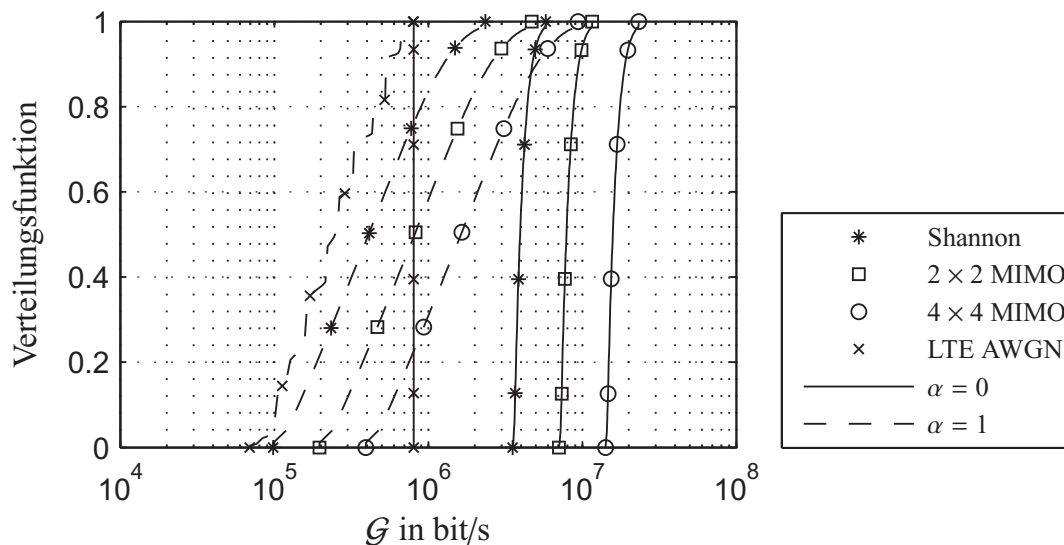 1
0.8
0.6
0.4
0.2
0
Verteilungsfunktion
10^4 10^5 10^6 10^7 10^8
𝒢 in bit/s
Shannon
2 × 2 MIMO
4 × 4 MIMO
LTE AWGN
α = 0
α = 1